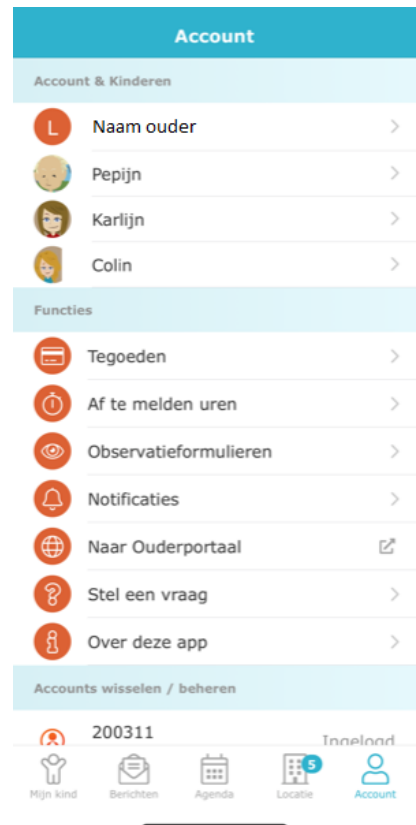 Account
Account & Kinderen
L Naam ouder
Pepijn
Karlijn
Colin
Functies
Tegoeden
Af te melden uren
Observatieformulieren
Notificaties
Naar Ouderportaal
? Stel een vraag
i Over deze app
Accounts wisselen / beheren
200311
Ingelogd
5
Mijn kind Berichten Agenda Locatie Account